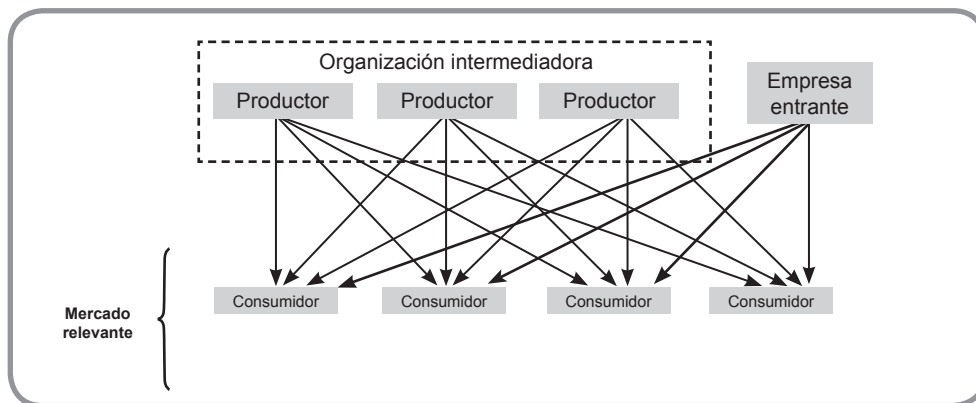 Organización intermediadora
Productor
Productor
Productor
Empresa
entrante
Consumidor
Consumidor
Consumidor
Consumidor
Mercado
relevante